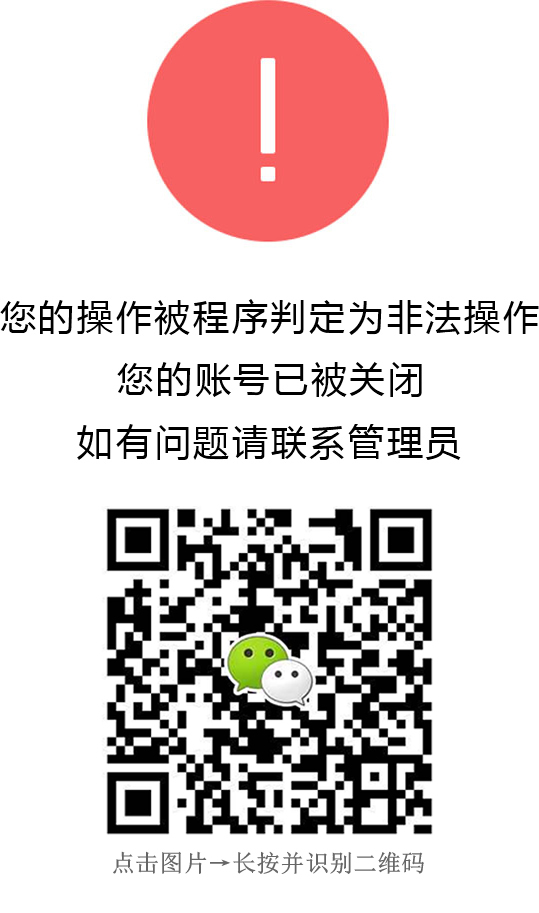 您的操作被程序判定为非法操作
您的账号已被关闭
如有问题请联系管理员
点击图片→长按并识别二维码